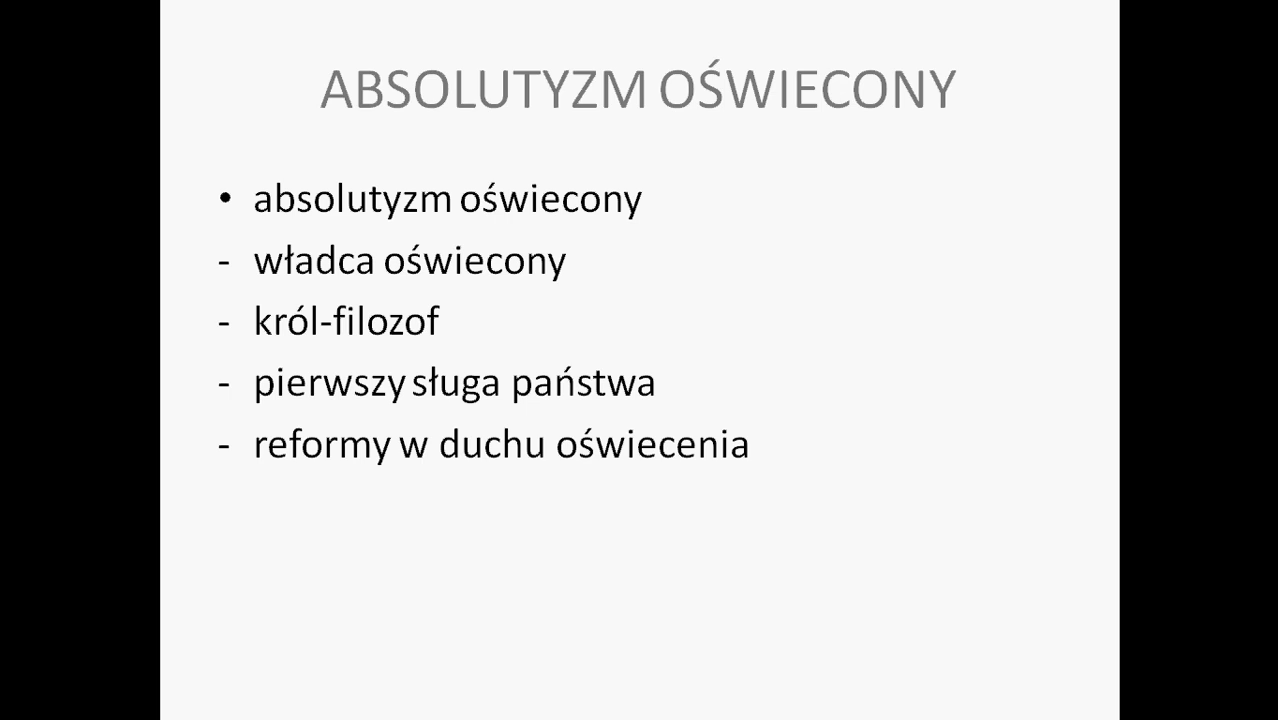 ABSOLUTYZM OŚWIECONY
• absolutyzm oświecony
- władca oświecony
- król-filozof
- pierwszy sługa państwa
- reformy w duchu oświecenia